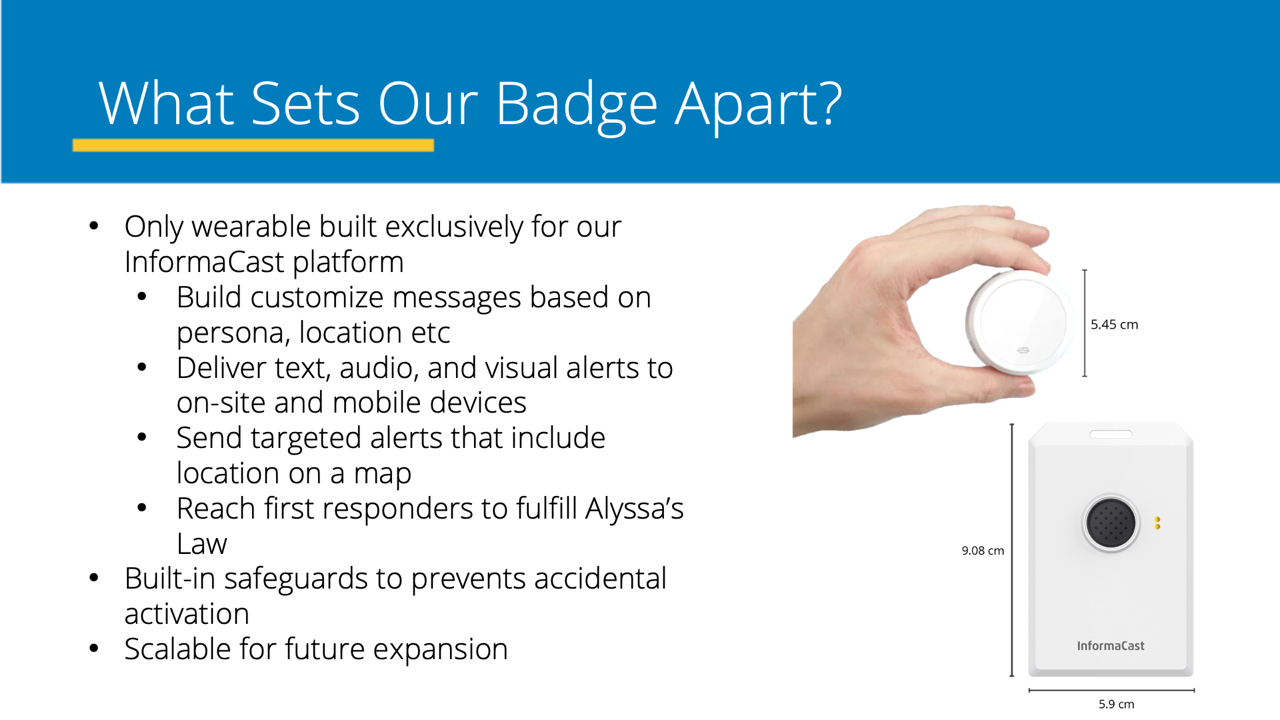 What Sets Our Badge Apart?
• Only wearable built exclusively for our
InformaCast platform
• Build customize messages based on
persona, location etc
• Deliver text, audio, and visual alerts to
on-site and mobile devices
• Send targeted alerts that include
location on a map
• Reach first responders to fulfill Alyssa’s
Law
• Built-in safeguards to prevents accidental
activation
• Scalable for future expansion
5.45 cm
9.08 cm
InformaCast
5.9 cm